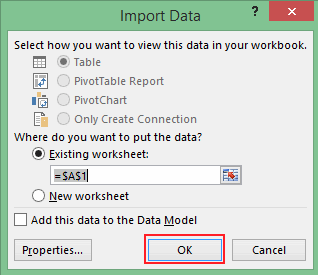 Import Data
Select how you want to view this data in your workbook.
Table
PivotTable Report
PivotChart
Only Create Connection
Where do you want to put the data?
Existing worksheet:
=$A$1
New worksheet
Add this data to the Data Model
Properties...
OK
Cancel